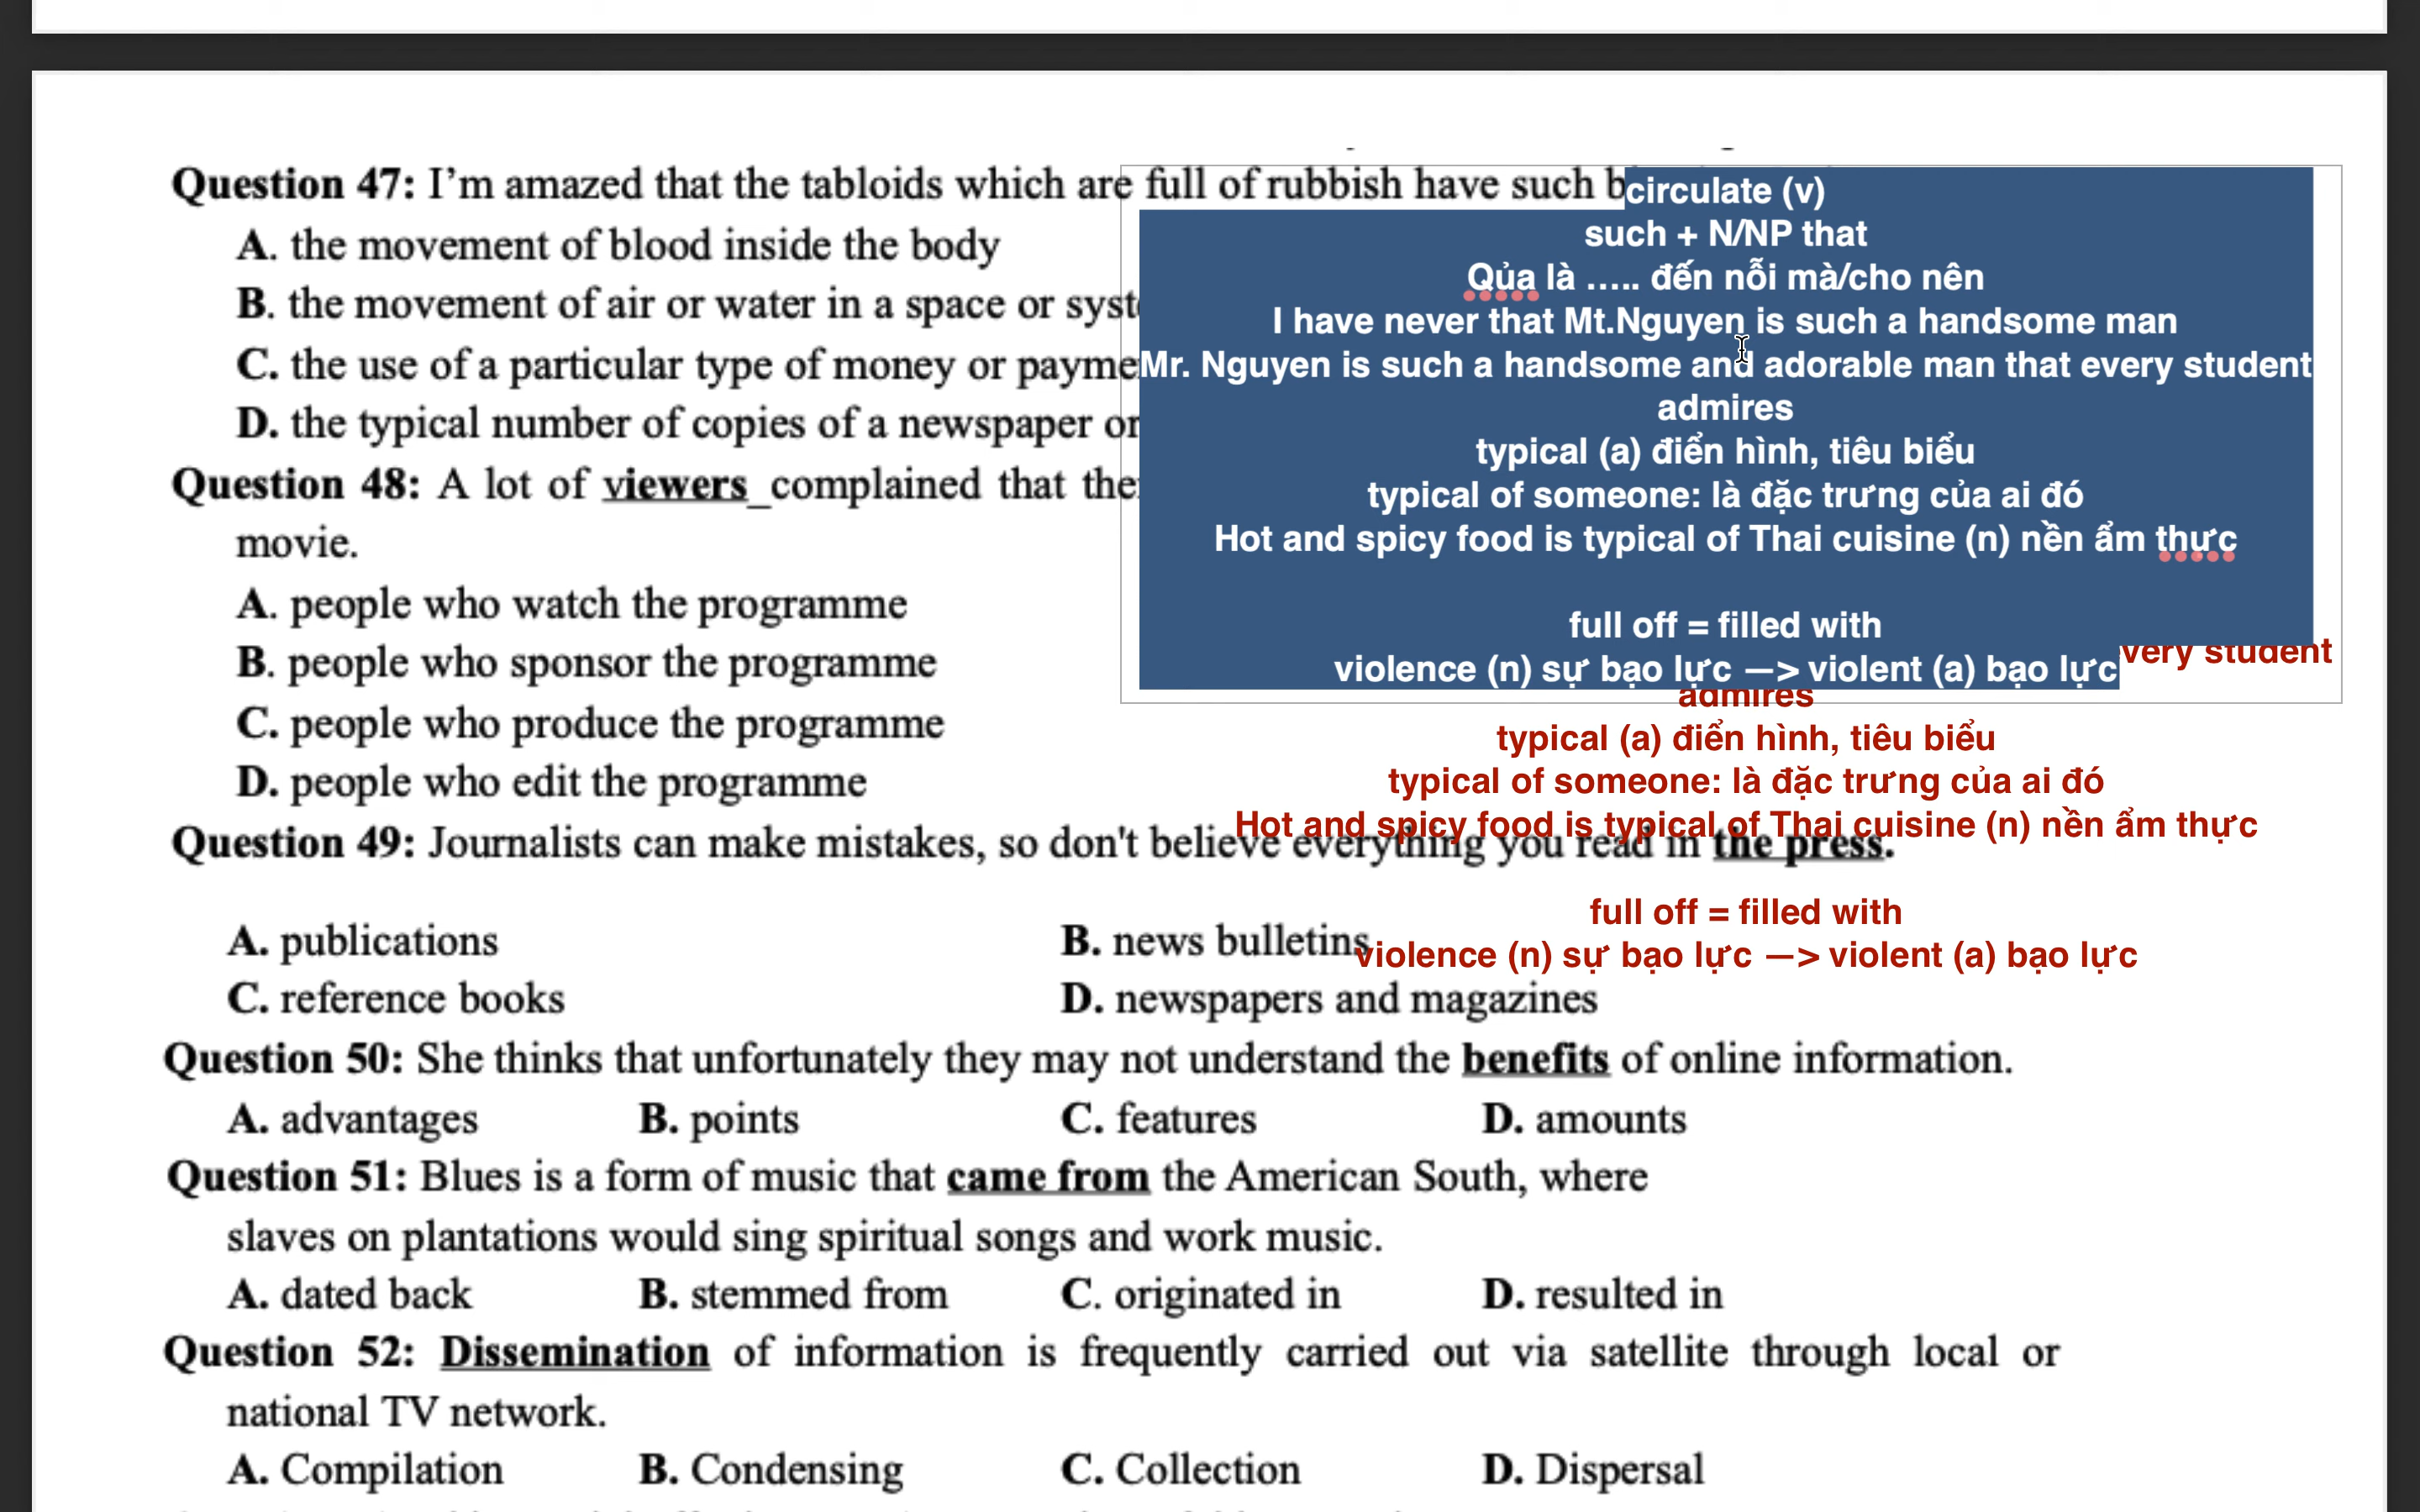 Question 47: I'm amazed that the tabloids which are full of rubbish have such
A. the movement of blood inside the body
B. the movement of air or water in a space or
C. the use of a particular type of money or
D. the typical number of copies of a newspaper
circulate (v)
such + N/NP that
Qủa là ..... đến nỗi mà/cho nên
I have never that Mt.Nguyen is such a handsome man
Mr. Nguyen is such a handsome and adorable man that every student
admires
typical (a) điển hình, tiêu biểu
typical of someone: là đặc trưng của ai đó
Hot and spicy food is typical of Thai cuisine (n) nền ẩm thực
full off = filled with
violence (n) sự bạo lực —> violent (a) bạo lực
Question 48: A lot of viewers_complained that
movie.
A. people who watch the programme
B. people who sponsor the programme
C. people who produce the programme
D. people who edit the programme
student
admires
typical (a) điển hình, tiêu biểu
typical of someone: là đặc trưng của ai đó
Hot and spicy food is typical of Thai cuisine (n) nền ẩm thực
Question 49: Journalists can make mistakes, so don't believe everything you read in the press.
full off = filled with
violence (n) sự bạo lực —> violent (a) bạo lực
A. publications B. news bulletins
C. reference books D. newspapers and magazines
Question 50: She thinks that unfortunately they may not understand the benefits of online information.
A. advantages B. points C. features D. amounts
Question 51: Blues is a form of music that came from the American South, where
slaves on plantations would sing spiritual songs and work music.
A. dated back B. stemmed from C. originated in D. resulted in
Question 52: Dissemination of information is frequently carried out via satellite through local or
national TV network.
A. Compilation B. Condensing C. Collection D. Dispersal